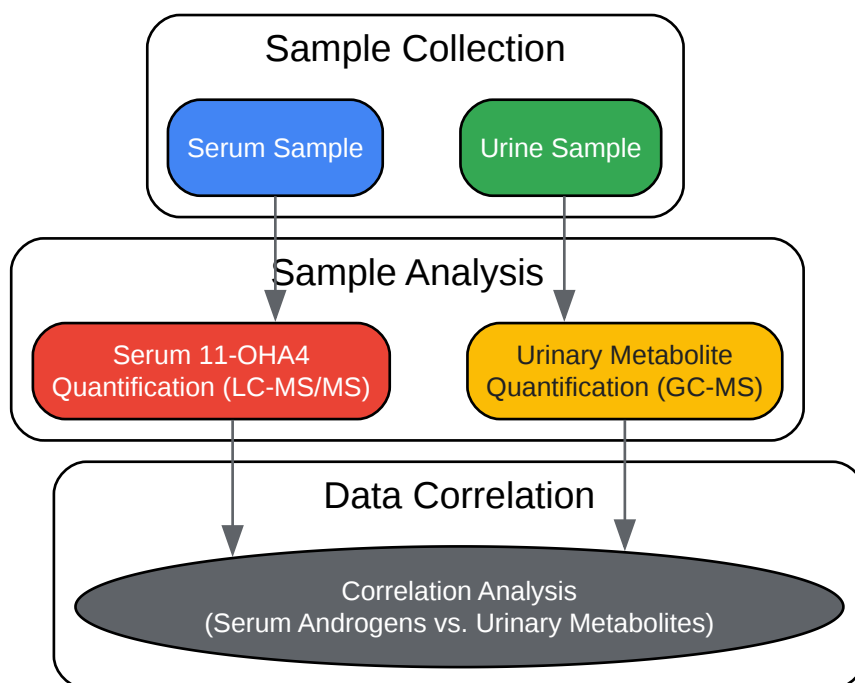 Sample Collection
Serum Sample
Urine Sample
Sample Analysis
Serum 11-OHA4
Quantification (LC-MS/MS)
Urinary Metabolite
Quantification (GC-MS)
Data Correlation
Correlation Analysis
(Serum Androgens vs. Urinary Metabolites)